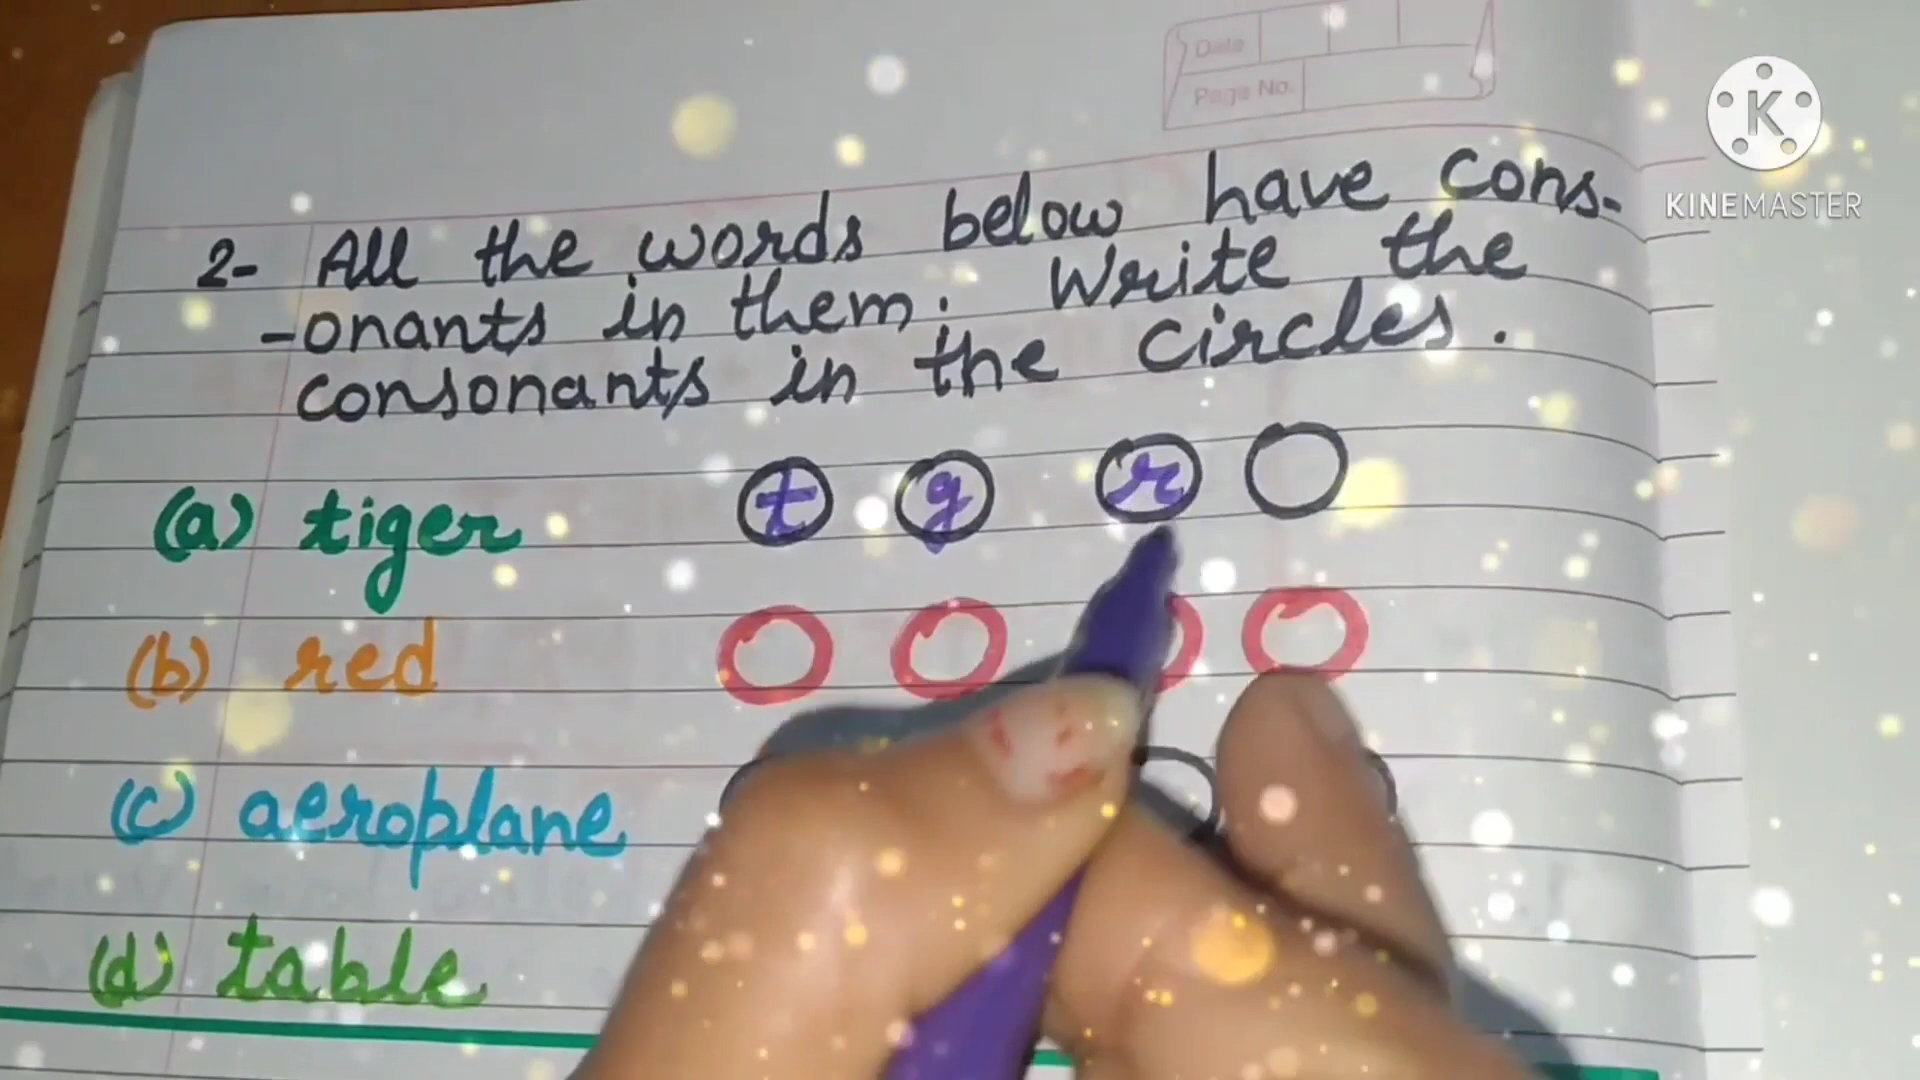 Date
Page No.
K
KINEMASTER
2- All the words below have cons-
-onants in them. Write the
consonants in the circles.
(a) tiger t g r
(b) red
(c) aeroplane
(d) table